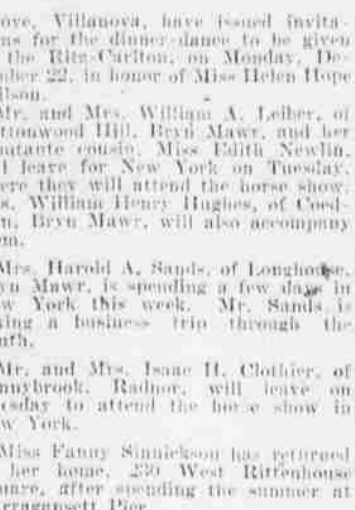 ove, Villanova, have issued invita-
ns for the dinner-dance to be given
the Ritz-Carlton, on Monday, De-
mber 22, in honor of Miss Helen Hope
ilson.
Mr. and Mrs. William A. Leiber, of
ttonwood Hill, Bryn Mawr, and her
utante cousin, Miss Edith Newlin,
l leave for New York on Tuesday,
ere they will attend the horse show.
s. William Henry Hughes, of Coed-
n, Bryn Mawr, will also accompany
em.
Mrs. Harold A. Sands, of Longhouse,
yn Mawr, is spending a few days in
w York this week. Mr. Sands is
king a business trip through the
uth.
Mr. and Mrs. Isaac H. Clothier, of
nnybrook, Radnor, will leave on
esday to attend the horse show in
w York.
Miss Fanny Sinnickson has returned
her home, 230 West Rittenhouse
uare, after spending the summer at
rragansett Pier.